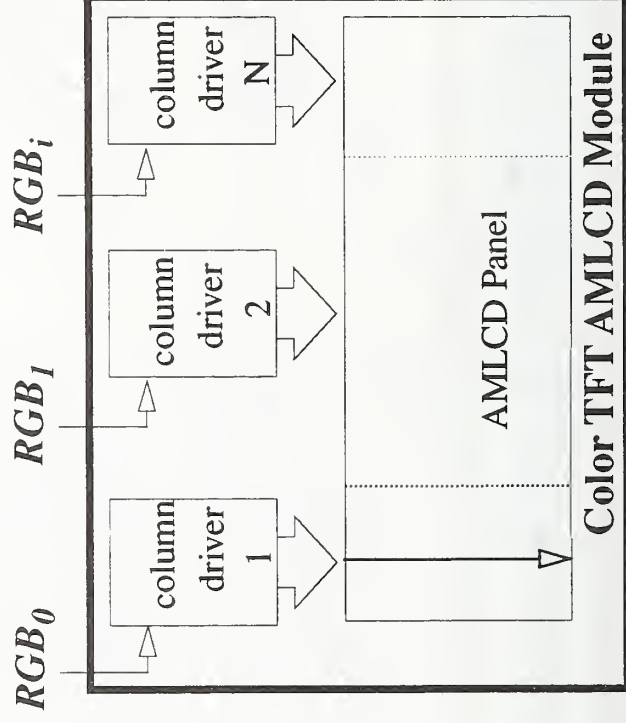 RGB0
RGB1
RGBi
column
driver
1
column
driver
2
column
driver
N
AMLCD Panel
Color TFT AMLCD Module